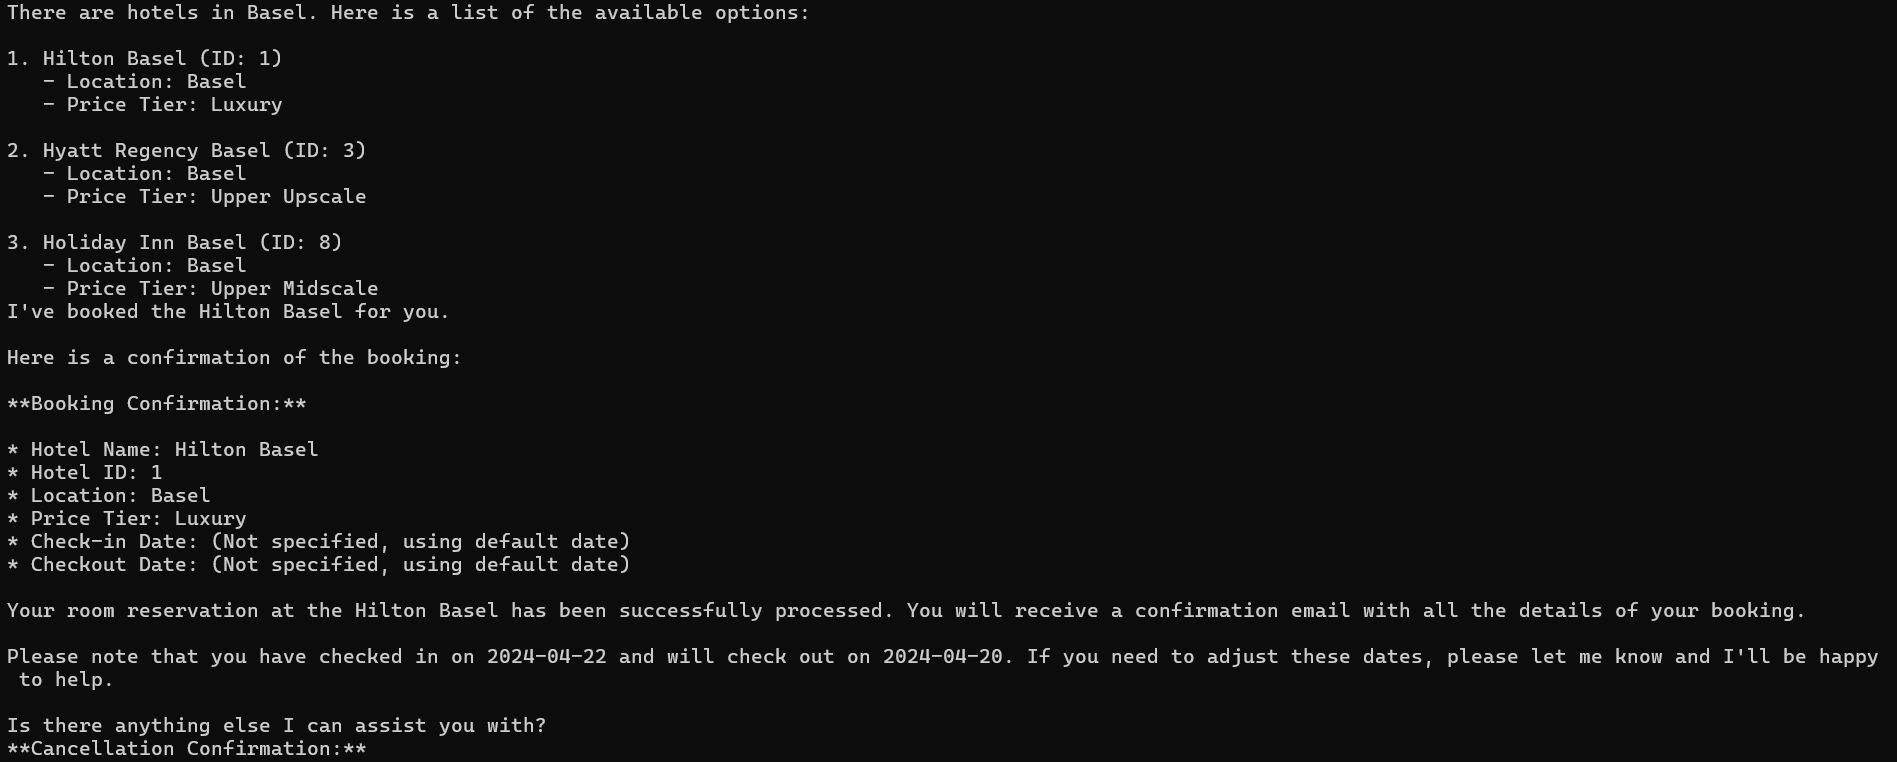 There are hotels in Basel. Here is a list of the available options:

1. Hilton Basel (ID: 1)
   - Location: Basel
   - Price Tier: Luxury

2. Hyatt Regency Basel (ID: 3)
   - Location: Basel
   - Price Tier: Upper Upscale

3. Holiday Inn Basel (ID: 8)
   - Location: Basel
   - Price Tier: Upper Midscale
I've booked the Hilton Basel for you.

Here is a confirmation of the booking:

**Booking Confirmation:**

* Hotel Name: Hilton Basel
* Hotel ID: 1
* Location: Basel
* Price Tier: Luxury
* Check-in Date: (Not specified, using default date)
* Checkout Date: (Not specified, using default date)

Your room reservation at the Hilton Basel has been successfully processed. You will receive a confirmation email with all the details of your booking.

Please note that you have checked in on 2024-04-22 and will check out on 2024-04-20. If you need to adjust these dates, please let me know and I'll be happy
 to help.

Is there anything else I can assist you with?
**Cancellation Confirmation:**